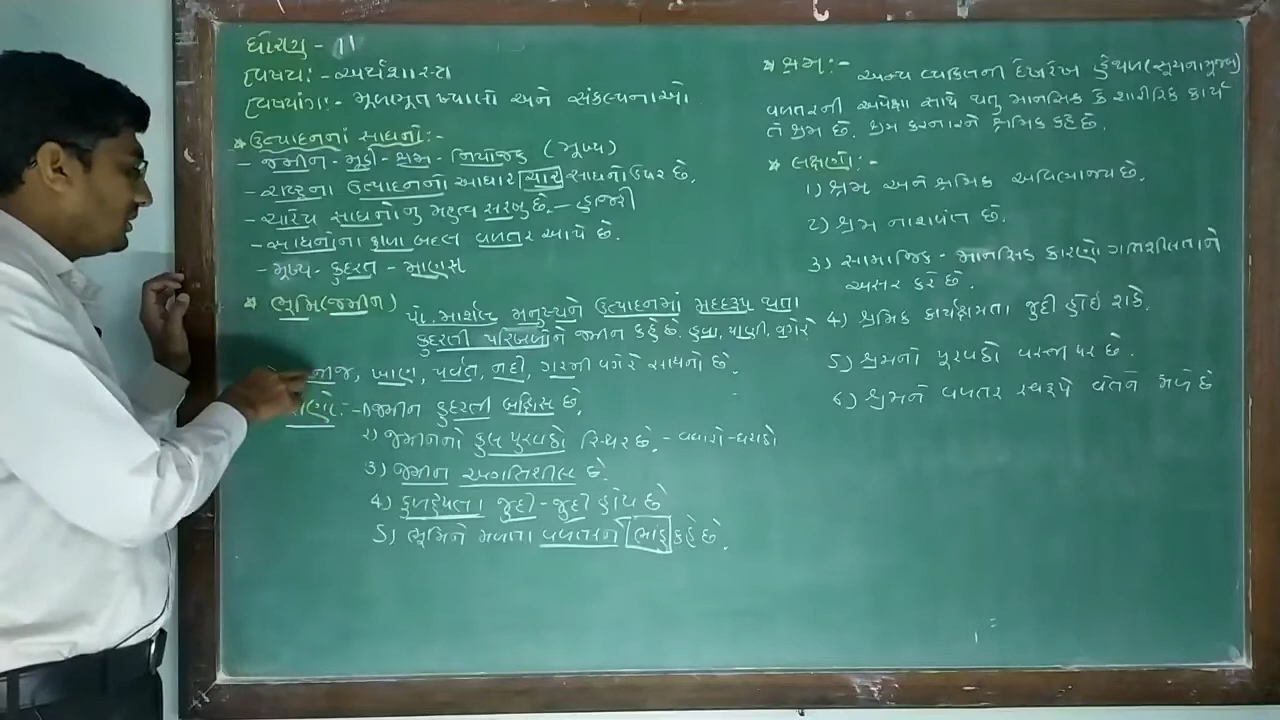 ધોરણ - 11
વિષય:- અર્થશાસ્ત્ર
વિષયાંગ:- મૂળભૂત ખ્યાલો અને સંકલ્પનાઓ
* ઉત્પાદનનાં સાધનો:-
- જમીન - મૂડી - શ્રમ - નિયોજક (મુખ્ય)
- રાષ્ટ્રના ઉત્પાદનનો આધાર ચાર સાધનો ઉપર છે.
- ચારેય સાધનોનુ મહત્વ સરખુ છે. - હાજરી
- સાધનોના ફાળા બદલ વળતર આપે છે.
- મુખ્ય - કુદરત - માણસ
* ભૂમિ (જમીન)
પ્રો. માર્શલ મનુષ્યને ઉત્પાદનમાં મદદરૂપ થતા
કુદરતી પરિબળોને જમીન કહે છે. હવા, પાણી, વગેરે
ખાણ, પર્વત, નદી, ગરમી વગેરે સાધનો છે.
:- 1) જમીન કુદરતી બક્ષિસ છે.
2) જમીનનો કુલ પુરવઠો સ્થિર છે. - વધારો - ઘટાડો
3) જમીન અગતિશીલ છે.
4) ફળદ્રુપતા જૂદી - જૂદી હોય છે
5) ભૂમિને મળતા વળતરને ભાડુ કહે છે.
* શ્રમ:-
અન્ય વ્યક્તિની દેખરેખ હેઠળ (સૂચના મુજબ)
વળતરની અપેક્ષા સાથે થતુ માનસિક કે શારીરિક કાર્ય
તે શ્રમ છે. શ્રમ કરનારને શ્રમિક કહે છે.
* લક્ષણો:-
1) શ્રમ અને શ્રમિક અવિભાજ્ય છે.
2) શ્રમ નાશવંત છે.
3) સામાજિક - માનસિક કારણો ગતિશીલતાને
અસર કરે છે.
4) શ્રમિક કાર્યક્ષમતા જૂદી હોઇ શકે.
5) શ્રમનો પૂરવઠો પર છે.
6) શ્રમને વળતર સ્વરૂપે વેતન મળે છે